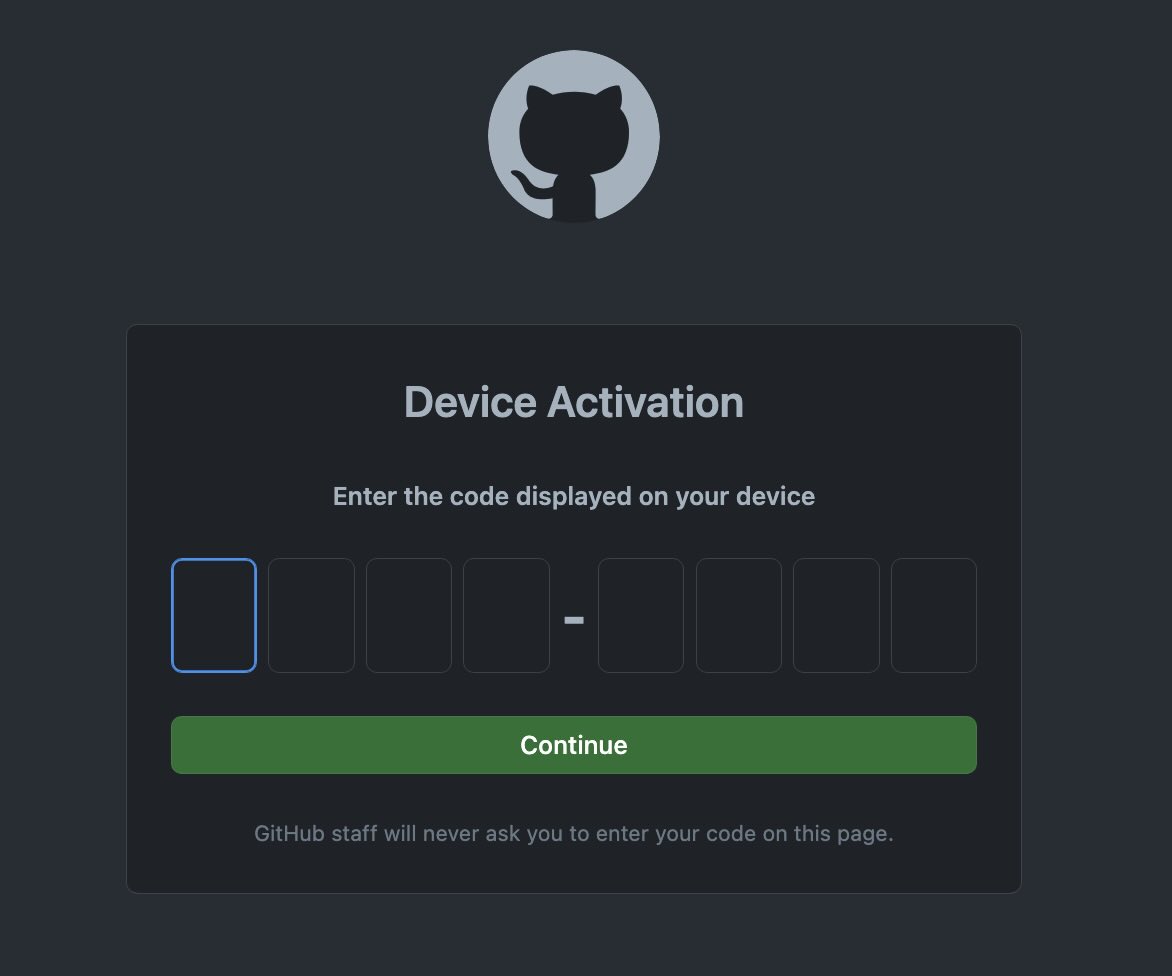 Device Activation
Enter the code displayed on your device
-
Continue
GitHub staff will never ask you to enter your code on this page.